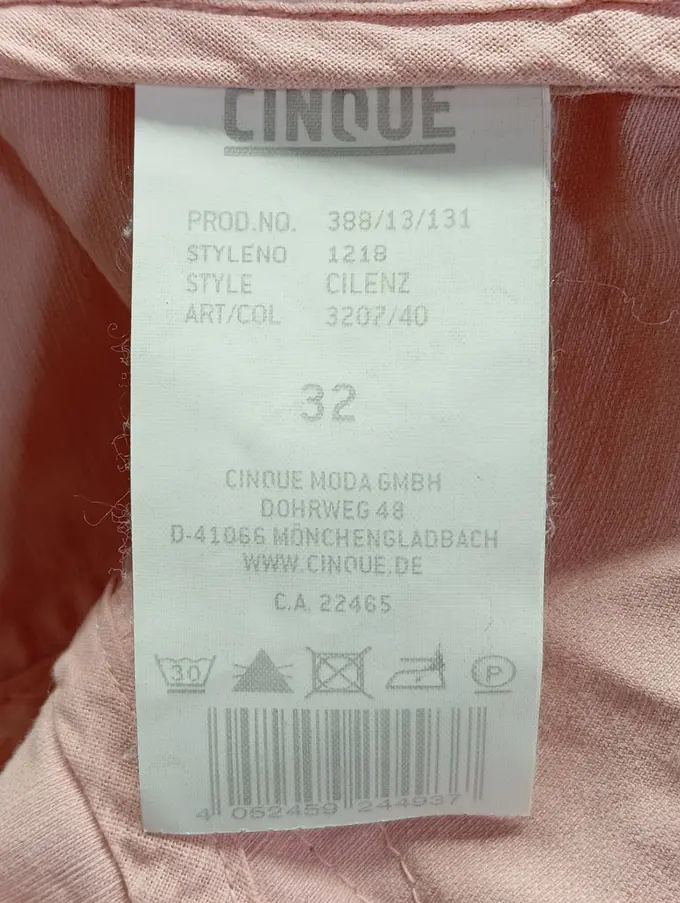 CINQUE
PROD.NO. 388/13/131
STYLENO 1218
STYLE CILENZ
ART/COL 3207/40
32
CINQUE MODA GMBH
DOHRWEG 48
D-41066 MÖNCHENGLADBACH
WWW.CINQUE.DE
C.A. 22465
30 P
4 062459 244937